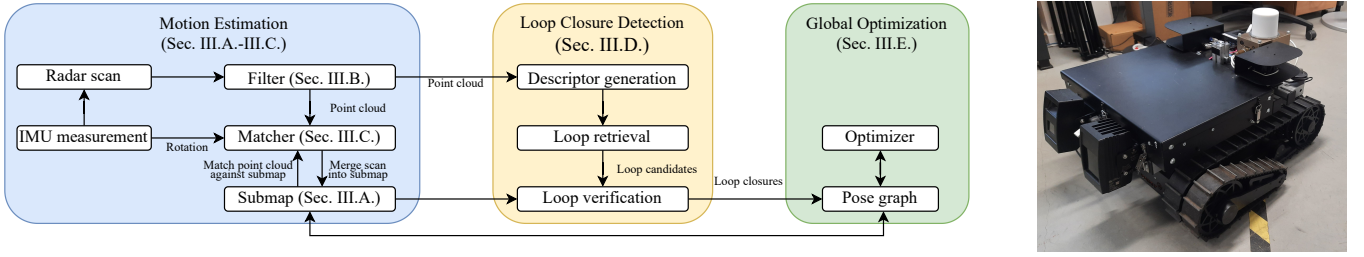 Motion Estimation
(Sec. III.A.-III.C.)
Radar scan
Filter (Sec. III.B.)
Point cloud
IMU measurement
Rotation
Matcher (Sec. III.C.)
Match point cloud
against submap
Merge scan
into submap
Submap (Sec. III.A.)
Point cloud
Loop Closure Detection
(Sec. III.D.)
Descriptor generation
Loop retrieval
Loop candidates
Loop verification
Loop closures
Global Optimization
(Sec. III.E.)
Optimizer
Pose graph